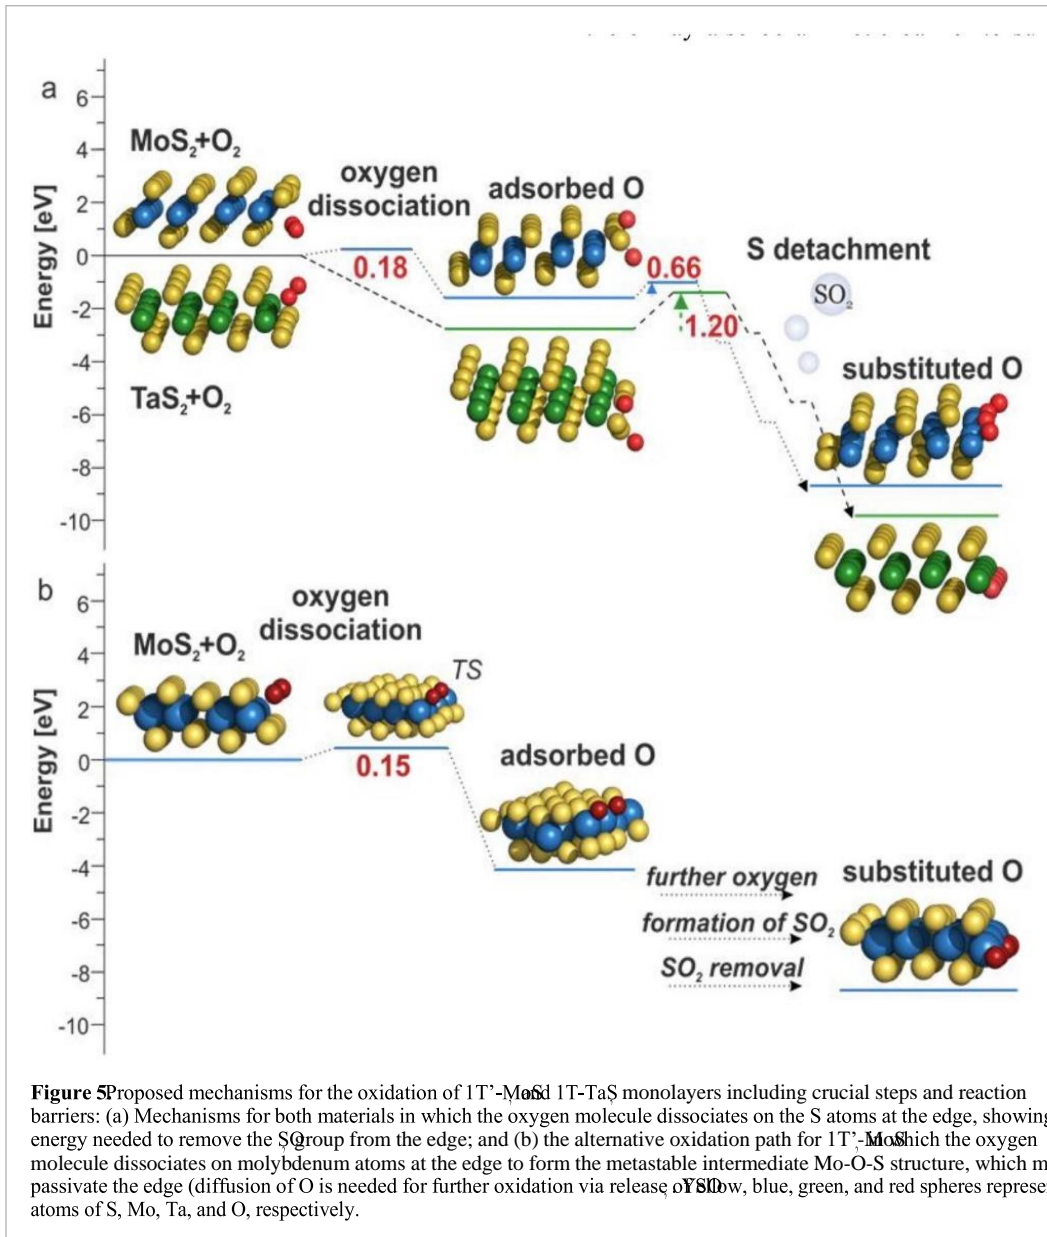 a
6
4
2
0
-2
-4
-6
-8
-10
Energy [eV]
MoS2+O2
TaS2+O2
oxygen
dissociation
0.18
adsorbed O
0.66
1.20
S detachment
SO2
substituted O
b
6
4
2
0
-2
-4
-6
-8
-10
Energy [eV]
MoS2+O2
oxygen
dissociation
TS
0.15
adsorbed O
further oxygen
formation of SO2
SO2 removal
substituted O
Figure 5. Proposed mechanisms for the oxidation of 1T’-MoS2 and 1T-TaS2 monolayers including crucial steps and reaction
barriers: (a) Mechanisms for both materials in which the oxygen molecule dissociates on the S atoms at the edge, showing
energy needed to remove the SO group from the edge; and (b) the alternative oxidation path for 1T’-MoS2 in which the oxygen
molecule dissociates on molybdenum atoms at the edge to form the metastable intermediate Mo-O-S structure, which m
passivate the edge (diffusion of O is needed for further oxidation via release of SO2). Yellow, blue, green, and red spheres represe
atoms of S, Mo, Ta, and O, respectively.